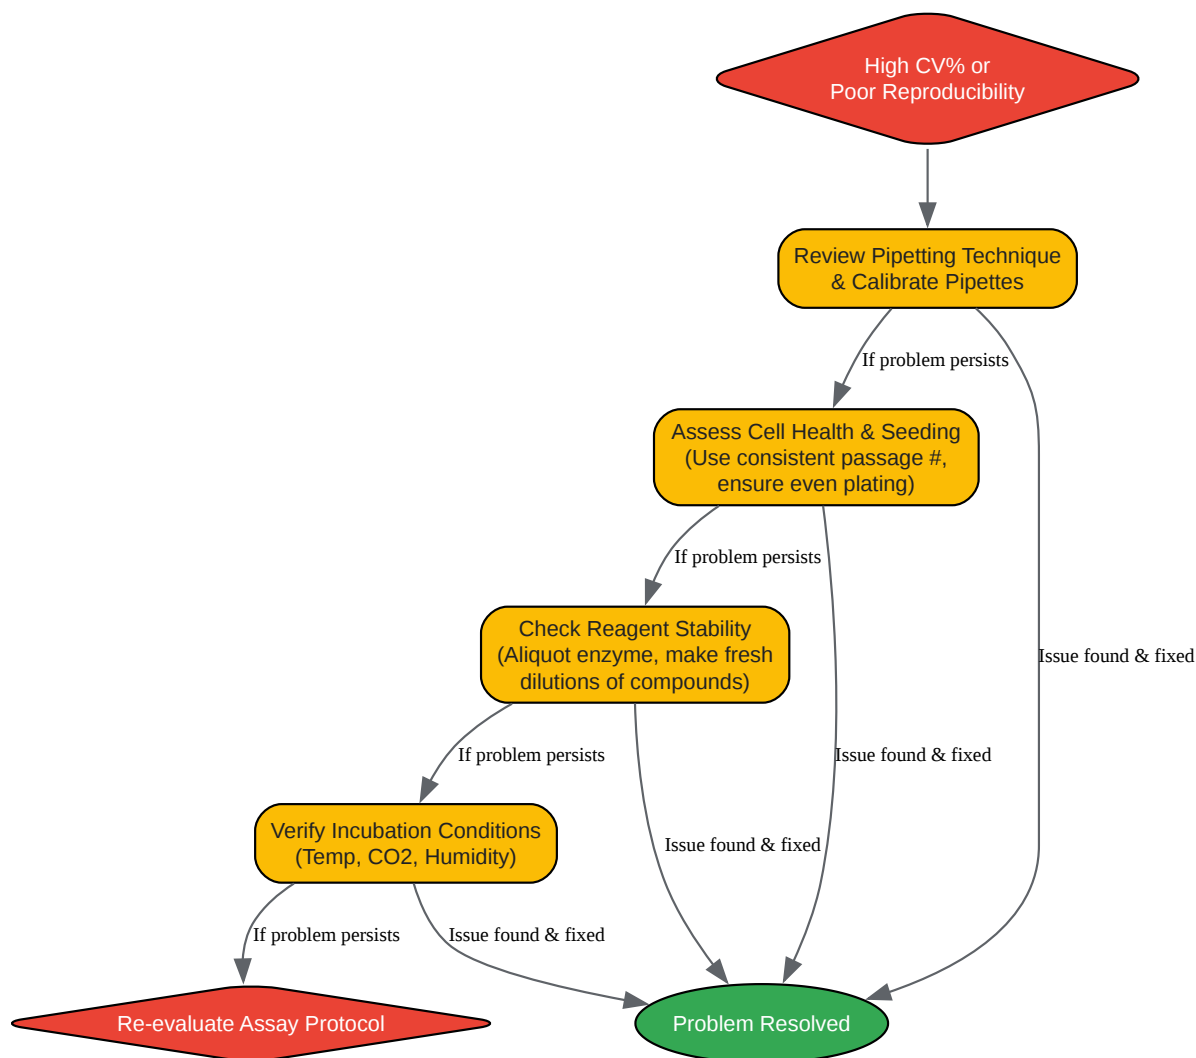 High CV% or
Poor Reproducibility
Review Pipetting Technique
& Calibrate Pipettes
If problem persists
Assess Cell Health & Seeding
(Use consistent passage #,
ensure even plating)
If problem persists
Check Reagent Stability
(Aliquot enzyme, make fresh
dilutions of compounds)
Issue found & fixed
If problem persists
Issue found & fixed
Verify Incubation Conditions
(Temp, CO2, Humidity)
Issue found & fixed
If problem persists
Issue found & fixed
Re-evaluate Assay Protocol
Problem Resolved